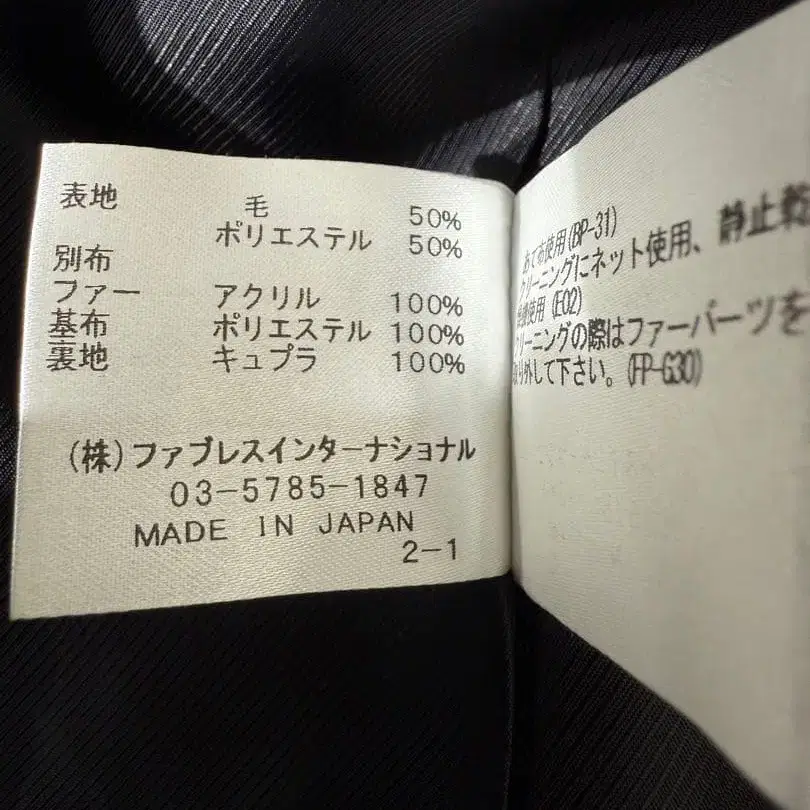 表地 毛 50%
ポリエステル 50%
別布
ファー アクリル 100%
基布 ポリエステル 100%
裏地 キュプラ 100%
(株)ファブレスインターナショナル
03-5785-1847
MADE IN JAPAN
2-1
あて布使用(BP-31)
クリーニングにネット使用、静止乾
使用(E02)
クリーニングの際はファーパーツを
取り外して下さい。(FP-G30)